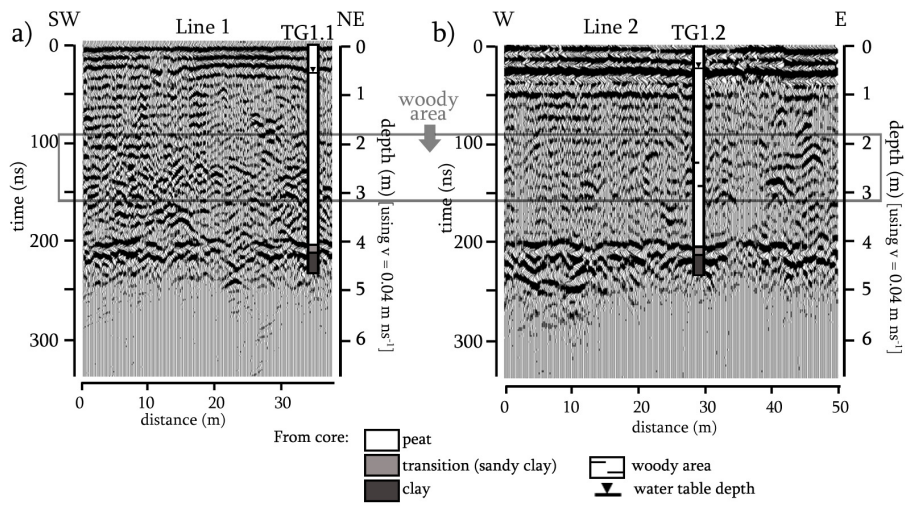 a)
SW
Line 1
TG1.1
NE
0
100
200
300
time (ns)
0
1
2
3
4
5
6
depth (m) [using v = 0.04 m ns⁻¹]
0
10
20
30
distance (m)
woody
area
b)
W
Line 2
TG1.2
E
0
100
200
300
time (ns)
0
1
2
3
4
5
6
depth (m) [using v = 0.04 m ns⁻¹]
0
10
20
30
40
50
distance (m)
From core:
peat
transition (sandy clay)
clay
woody area
water table depth